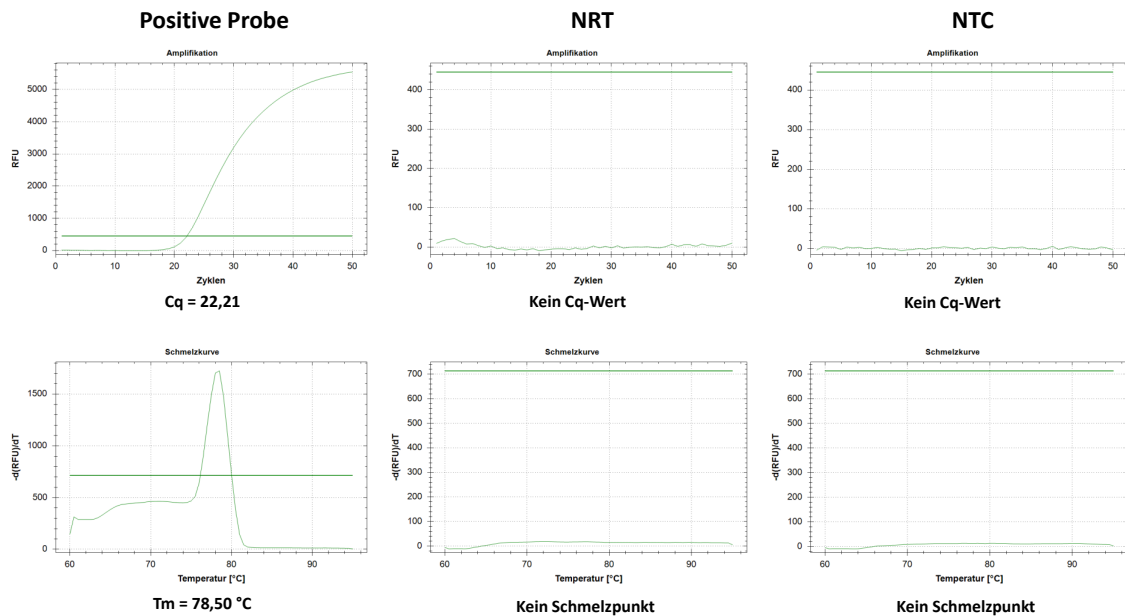 Positive Probe
NRT
NTC
Amplifikation
RFU
5000
4000
3000
2000
1000
0
0 10 20 30 40 50
Zyklen
Cq = 22,21
Amplifikation
RFU
400
300
200
100
0
0 10 20 30 40 50
Zyklen
Kein Cq-Wert
Amplifikation
RFU
400
300
200
100
0
0 10 20 30 40 50
Zyklen
Kein Cq-Wert
Schmelzkurve
-d(RFU)/dT
1500
1000
500
0
60 70 80 90
Temperatur [°C]
Tm = 78,50 °C
Schmelzkurve
-d(RFU)/dT
700
600
500
400
300
200
100
0
60 70 80 90
Temperatur [°C]
Kein Schmelzpunkt
Schmelzkurve
-d(RFU)/dT
700
600
500
400
300
200
100
0
60 70 80 90
Temperatur [°C]
Kein Schmelzpunkt